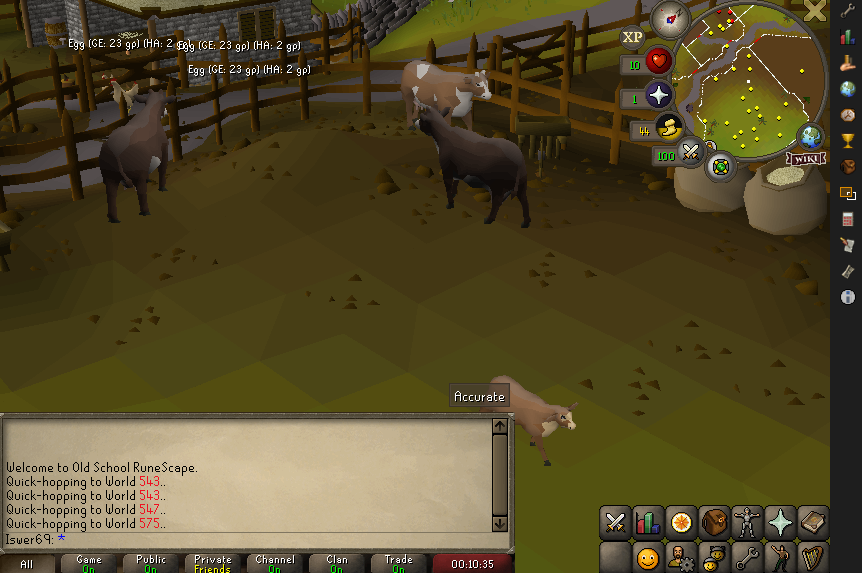 Egg (GE: 23 gp) (HA: 2 gp)
Egg (GE: 23 gp) (HA: 2 gp)
Egg (GE: 23 gp) (HA: 2 gp)
XP
10
1
44
100
WIKI
Accurate
Welcome to Old School RuneScape.
Quick-hopping to World 543..
Quick-hopping to World 543..
Quick-hopping to World 547..
Quick-hopping to World 575..
Iswer69: *
All
Game
On
Public
On
Private
Friends
Channel
On
Clan
On
Trade
On
00:10:35